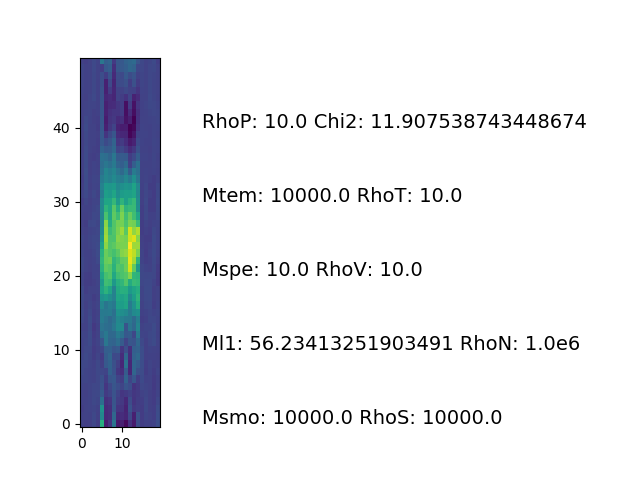 40
30
20
10
0
0 10
RhoP: 10.0 Chi2: 11.907538743448674
Mtem: 10000.0 RhoT: 10.0
Mspe: 10.0 RhoV: 10.0
Ml1: 56.23413251903491 RhoN: 1.0e6
Msmo: 10000.0 RhoS: 10000.0